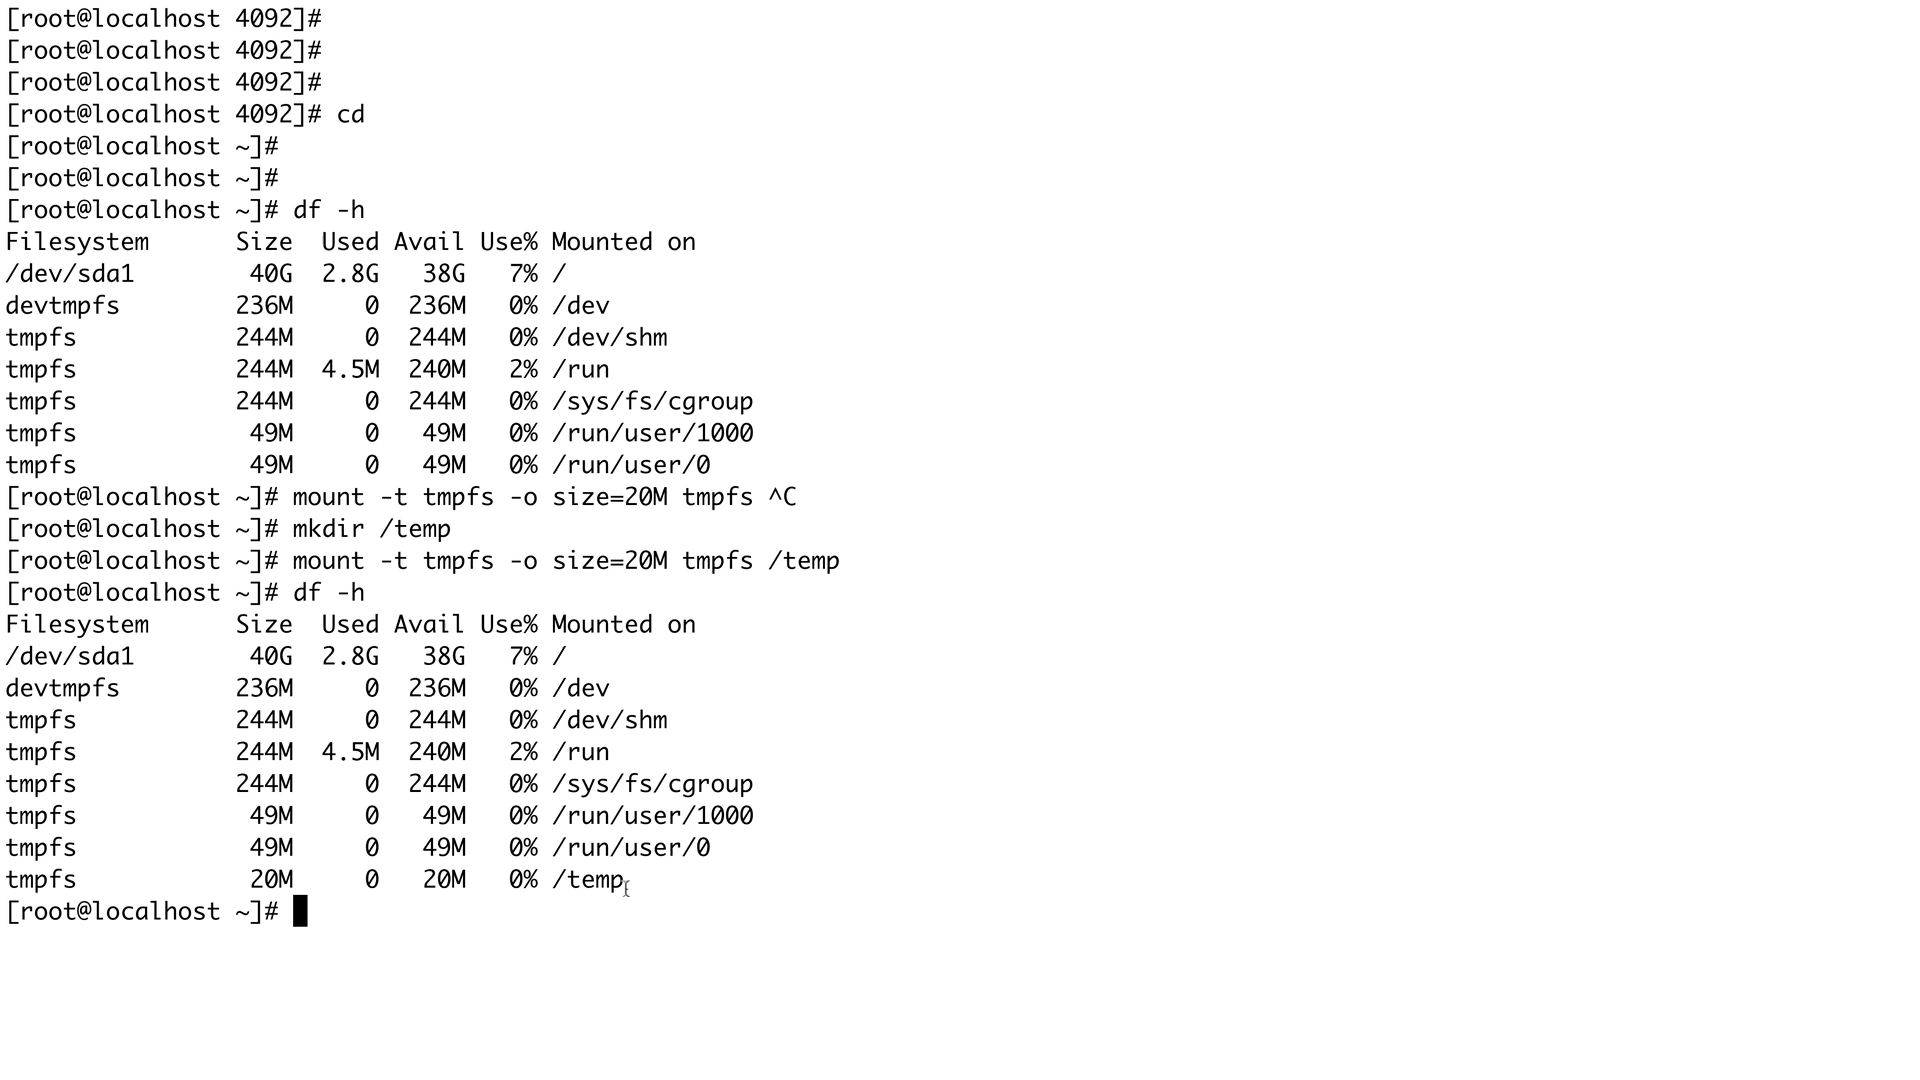 [root@localhost 4092]#
[root@localhost 4092]#
[root@localhost 4092]#
[root@localhost 4092]# cd
[root@localhost ~]#
[root@localhost ~]#
[root@localhost ~]# df -h
Filesystem      Size  Used Avail Use% Mounted on
/dev/sda1        40G  2.8G   38G   7% /
devtmpfs        236M     0  236M   0% /dev
tmpfs           244M     0  244M   0% /dev/shm
tmpfs           244M  4.5M  240M   2% /run
tmpfs           244M     0  244M   0% /sys/fs/cgroup
tmpfs            49M     0   49M   0% /run/user/1000
tmpfs            49M     0   49M   0% /run/user/0
[root@localhost ~]# mount -t tmpfs -o size=20M tmpfs ^C
[root@localhost ~]# mkdir /temp
[root@localhost ~]# mount -t tmpfs -o size=20M tmpfs /temp
[root@localhost ~]# df -h
Filesystem      Size  Used Avail Use% Mounted on
/dev/sda1        40G  2.8G   38G   7% /
devtmpfs        236M     0  236M   0% /dev
tmpfs           244M     0  244M   0% /dev/shm
tmpfs           244M  4.5M  240M   2% /run
tmpfs           244M     0  244M   0% /sys/fs/cgroup
tmpfs            49M     0   49M   0% /run/user/1000
tmpfs            49M     0   49M   0% /run/user/0
tmpfs            20M     0   20M   0% /temp
[root@localhost ~]#